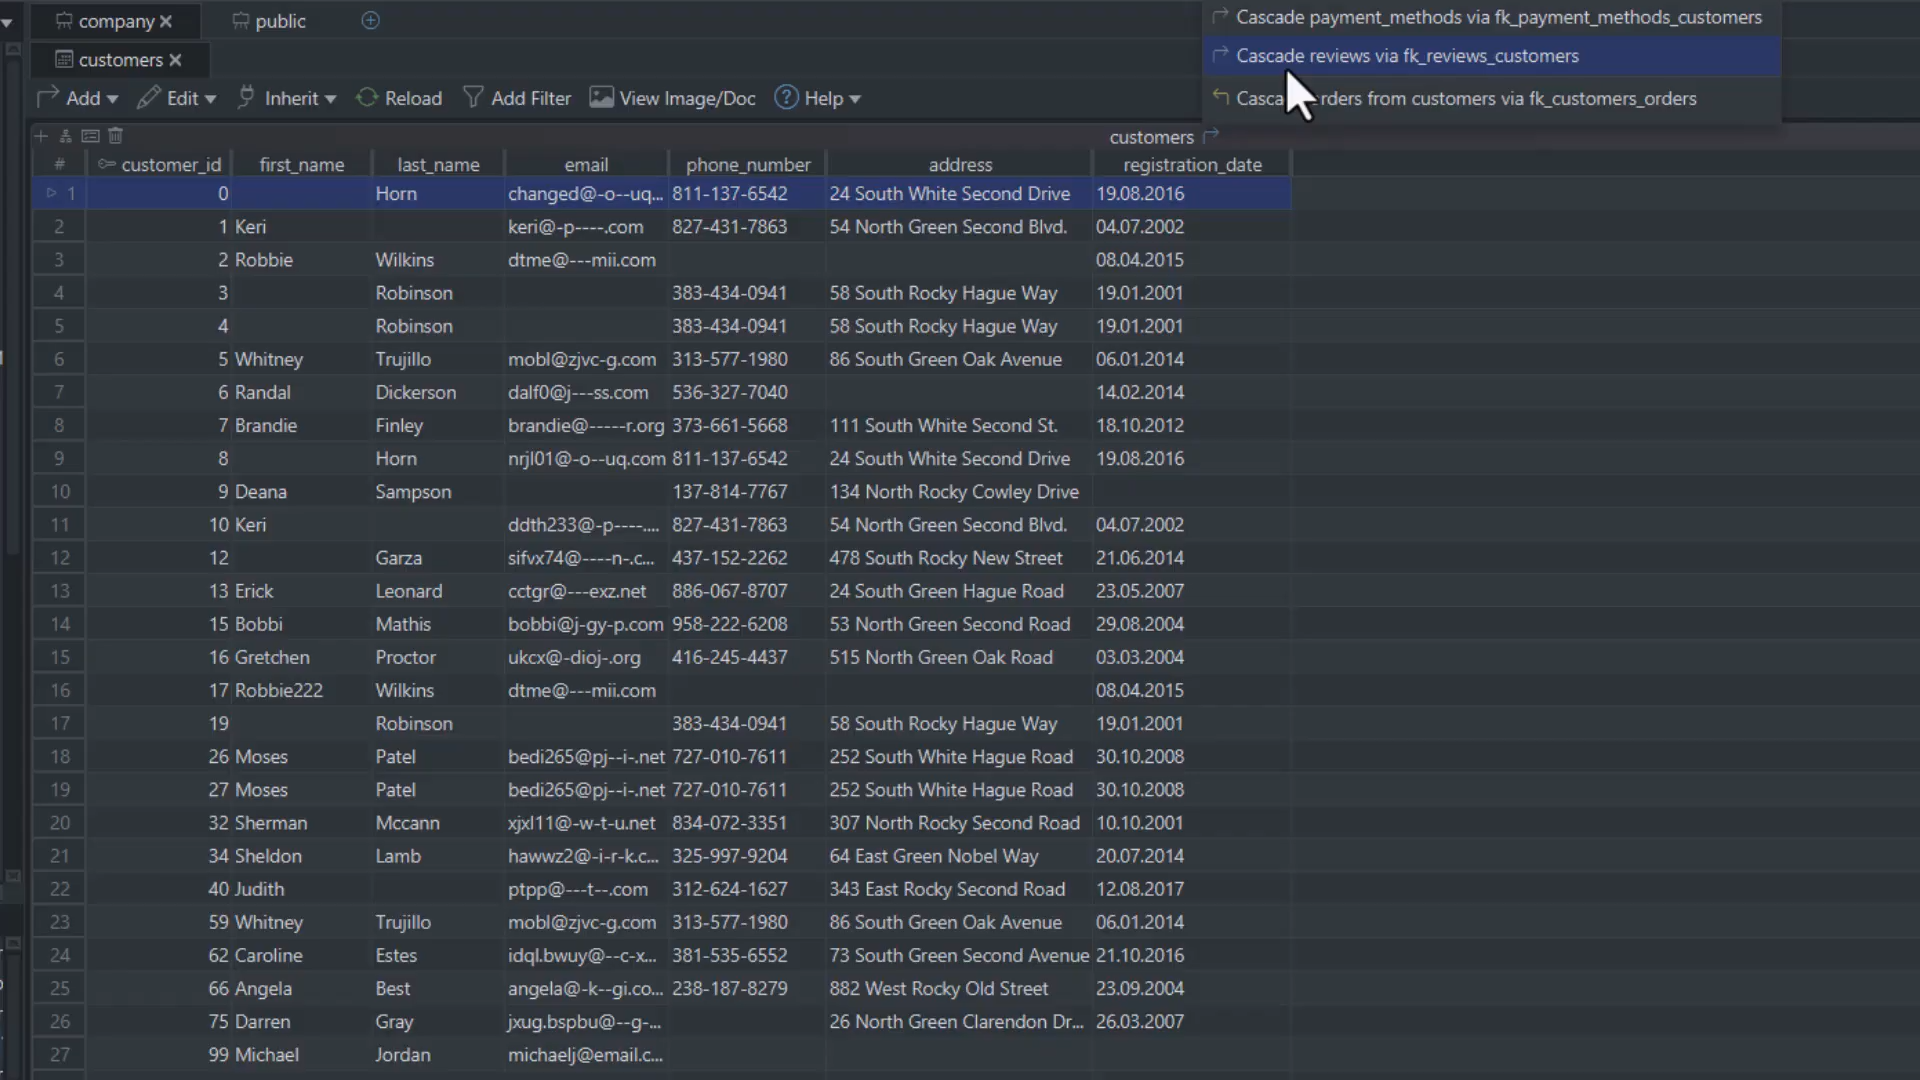 company
public
Cascade payment_methods via fk_payment_methods_customers
customers
Cascade reviews via fk_reviews_customers
Add Edit Inherit Reload Add Filter View Image/Doc Help
rders from customers via fk_customers_orders
customers
# customer_id first_name last_name email phone_number address registration_date
1 0 Horn changed@-o--uq... 811-137-6542 24 South White Second Drive 19.08.2016
2 1 Keri keri@-p----.com 827-431-7863 54 North Green Second Blvd. 04.07.2002
3 2 Robbie Wilkins dtme@---mii.com 08.04.2015
4 3 Robinson 383-434-0941 58 South Rocky Hague Way 19.01.2001
5 4 Robinson 383-434-0941 58 South Rocky Hague Way 19.01.2001
6 5 Whitney Trujillo mobl@zjvc-g.com 313-577-1980 86 South Green Oak Avenue 06.01.2014
7 6 Randal Dickerson dalf0@j---ss.com 536-327-7040 14.02.2014
8 7 Brandie Finley brandie@-----r.org 373-661-5668 111 South White Second St. 18.10.2012
9 8 Horn nrjl01@-o--uq.com 811-137-6542 24 South White Second Drive 19.08.2016
10 9 Deana Sampson 137-814-7767 134 North Rocky Cowley Drive
11 10 Keri ddth233@-p----.... 827-431-7863 54 North Green Second Blvd. 04.07.2002
12 12 Garza sifvx74@----n-.c... 437-152-2262 478 South Rocky New Street 21.06.2014
13 13 Erick Leonard cctgr@---exz.net 886-067-8707 24 South Green Hague Road 23.05.2007
14 15 Bobbi Mathis bobbi@j-gy-p.com 958-222-6208 53 North Green Second Road 29.08.2004
15 16 Gretchen Proctor ukcx@-dioj-.org 416-245-4437 515 North Green Oak Road 03.03.2004
16 17 Robbie222 Wilkins dtme@---mii.com 08.04.2015
17 19 Robinson 383-434-0941 58 South Rocky Hague Way 19.01.2001
18 26 Moses Patel bedi265@pj--i-.net 727-010-7611 252 South White Hague Road 30.10.2008
19 27 Moses Patel bedi265@pj--i-.net 727-010-7611 252 South White Hague Road 30.10.2008
20 32 Sherman Mccann xjxl11@-w-t-u.net 834-072-3351 307 North Rocky Second Road 10.10.2001
21 34 Sheldon Lamb hawwz2@-i-r-k.c... 325-997-9204 64 East Green Nobel Way 20.07.2014
22 40 Judith ptpp@---t--.com 312-624-1627 343 East Rocky Second Road 12.08.2017
23 59 Whitney Trujillo mobl@zjvc-g.com 313-577-1980 86 South Green Oak Avenue 06.01.2014
24 62 Caroline Estes idql.bwuy@--c-x... 381-535-6552 73 South Green Second Avenue 21.10.2016
25 66 Angela Best angela@-k--gi.co... 238-187-8279 882 West Rocky Old Street 23.09.2004
26 75 Darren Gray jxug.bspbu@--g-... 26 North Green Clarendon Dr... 26.03.2007
27 99 Michael Jordan michaelj@email.c...